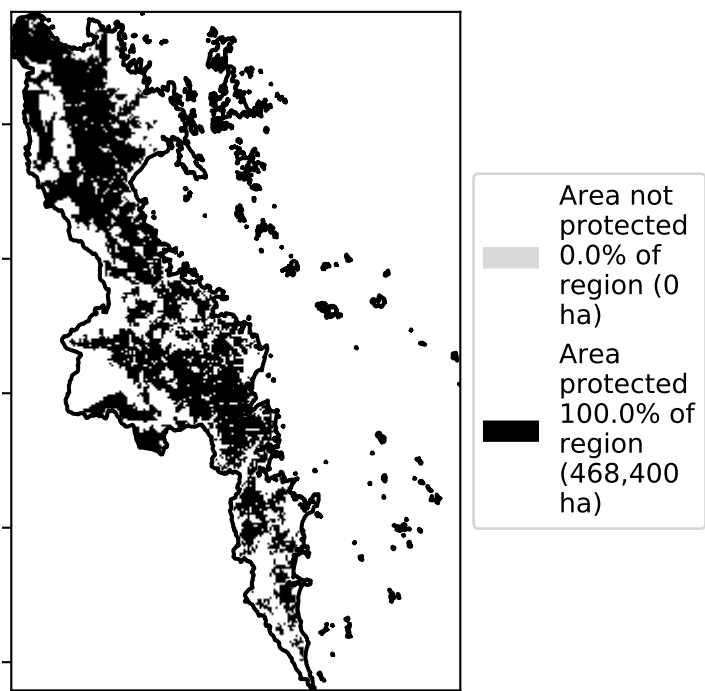 Area not
protected
0.0% of
region (0
ha)
Area
protected
100.0% of
region
(468,400
ha)